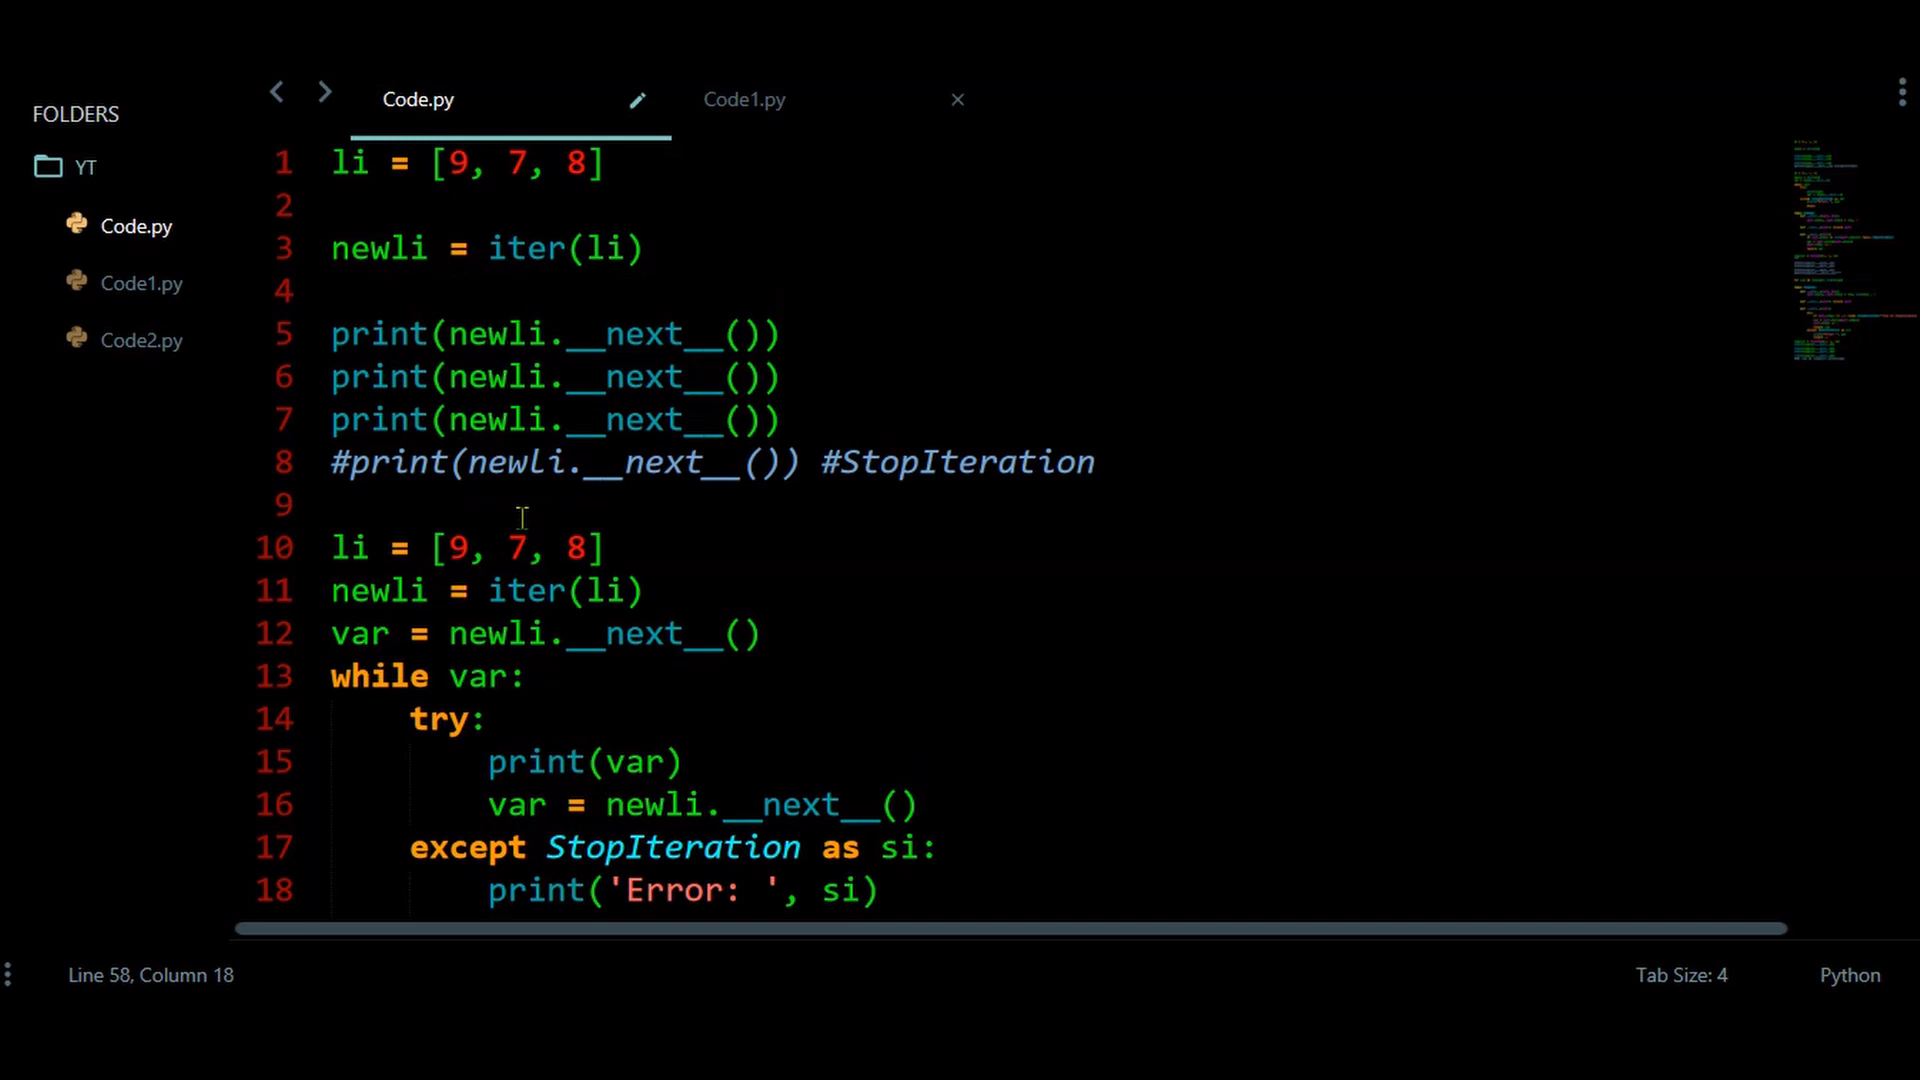 FOLDERS
YT
Code.py
Code1.py
Code2.py
Code.py
Code1.py
1 li = [9, 7, 8]
2
3 newli = iter(li)
4
5 print(newli.__next__())
6 print(newli.__next__())
7 print(newli.__next__())
8 #print(newli.__next__()) #StopIteration
9
10 li = [9, 7, 8]
11 newli = iter(li)
12 var = newli.__next__()
13 while var:
14 try:
15 print(var)
16 var = newli.__next__()
17 except StopIteration as si:
18 print('Error: ', si)
Line 58, Column 18
Tab Size: 4
Python